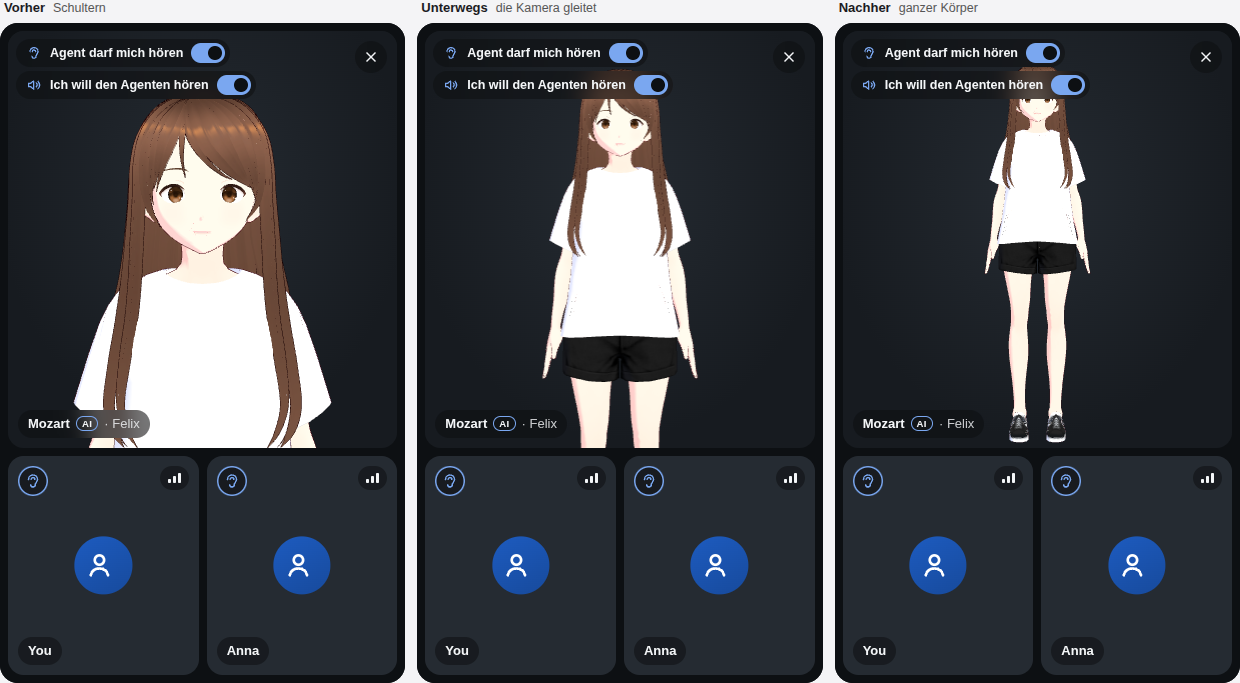 Vorher Schultern
Agent darf mich hören
Ich will den Agenten hören
Mozart AI · Felix
You
Anna
Unterwegs die Kamera gleitet
Agent darf mich hören
Ich will den Agenten hören
Mozart AI · Felix
You
Anna
Nachher ganzer Körper
Agent darf mich hören
Ich will den Agenten hören
Mozart AI · Felix
You
Anna